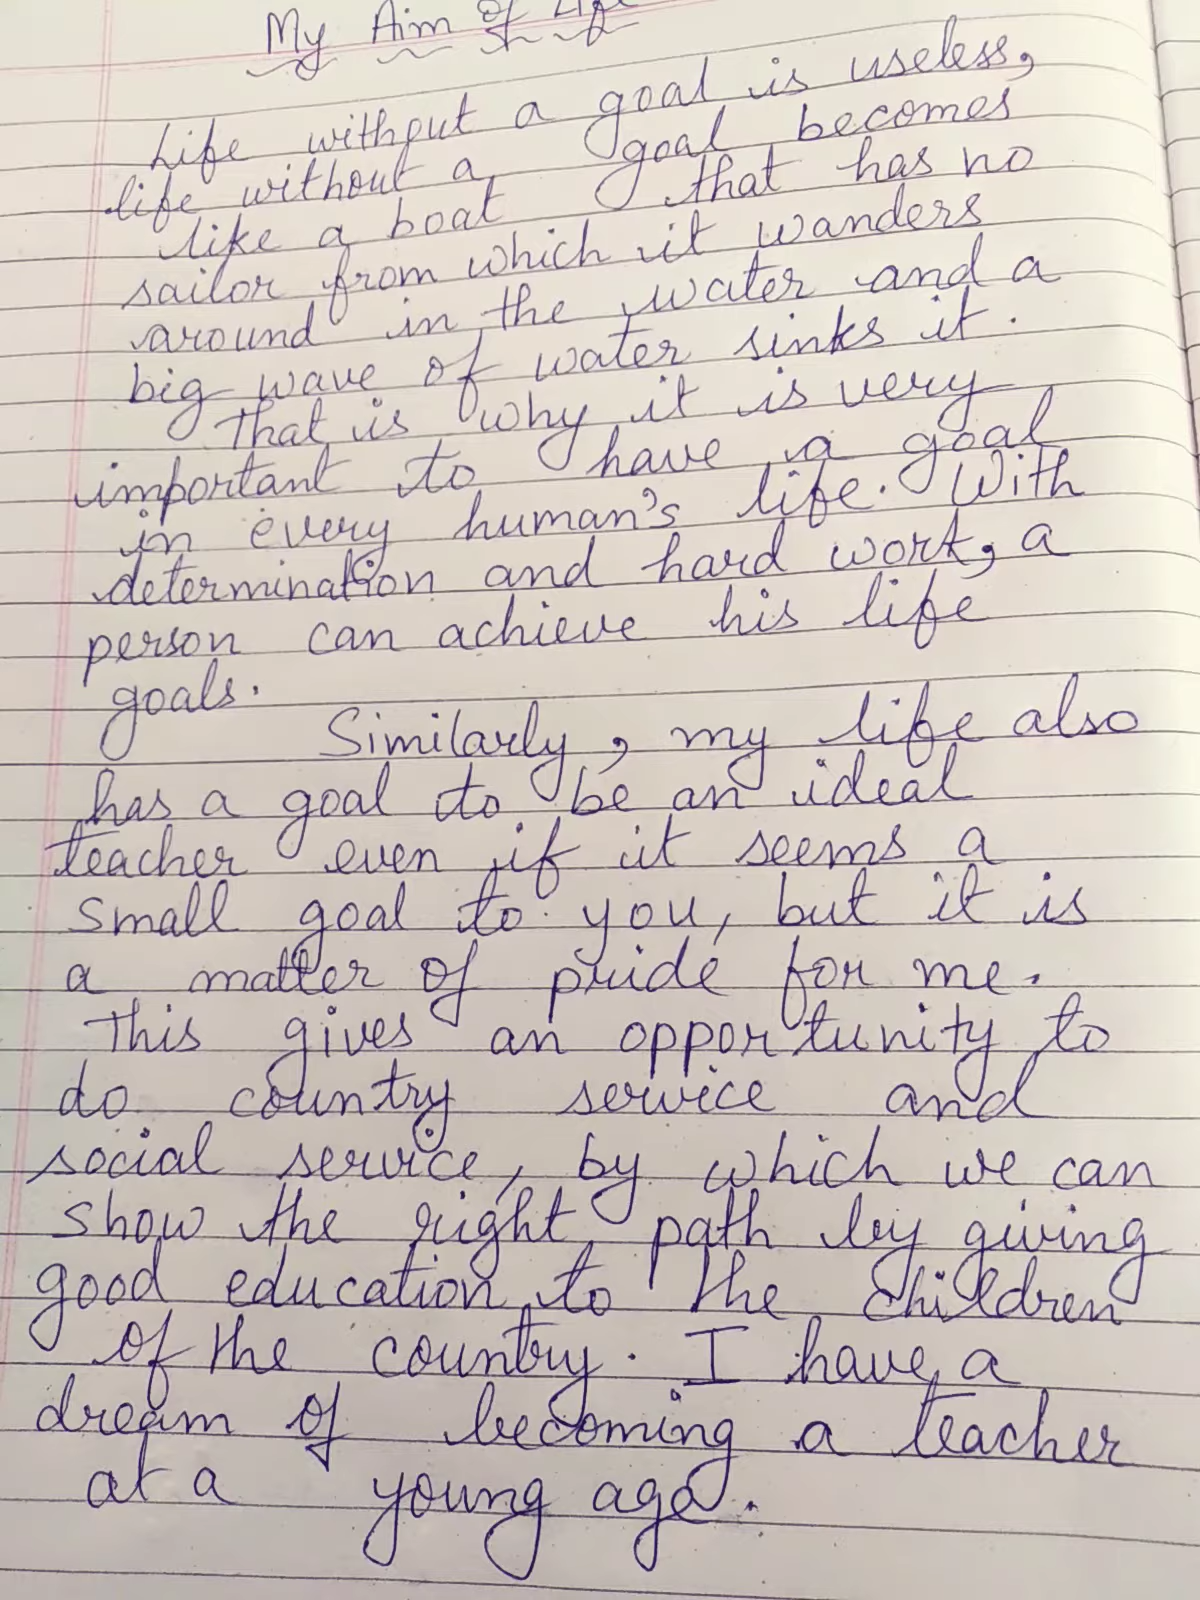 My Aim of Life
Life without a goal is useless,
life without a goal becomes
like a boat that has no
sailor from which it wanders
around in the water and a
big wave of water sinks it.
That is why it is very
important to have a goal
in every human's life. With
determination and hard work, a
person can achieve his life
goals.
Similarly, my life also
has a goal to be an ideal
teacher even if it seems a
small goal to you, but it is
a matter of pride for me.
This gives an opportunity to
do country service and
social service, by which we can
show the right path by giving
good education to the children
of the country. I have a
dream of becoming a teacher
at a young age.